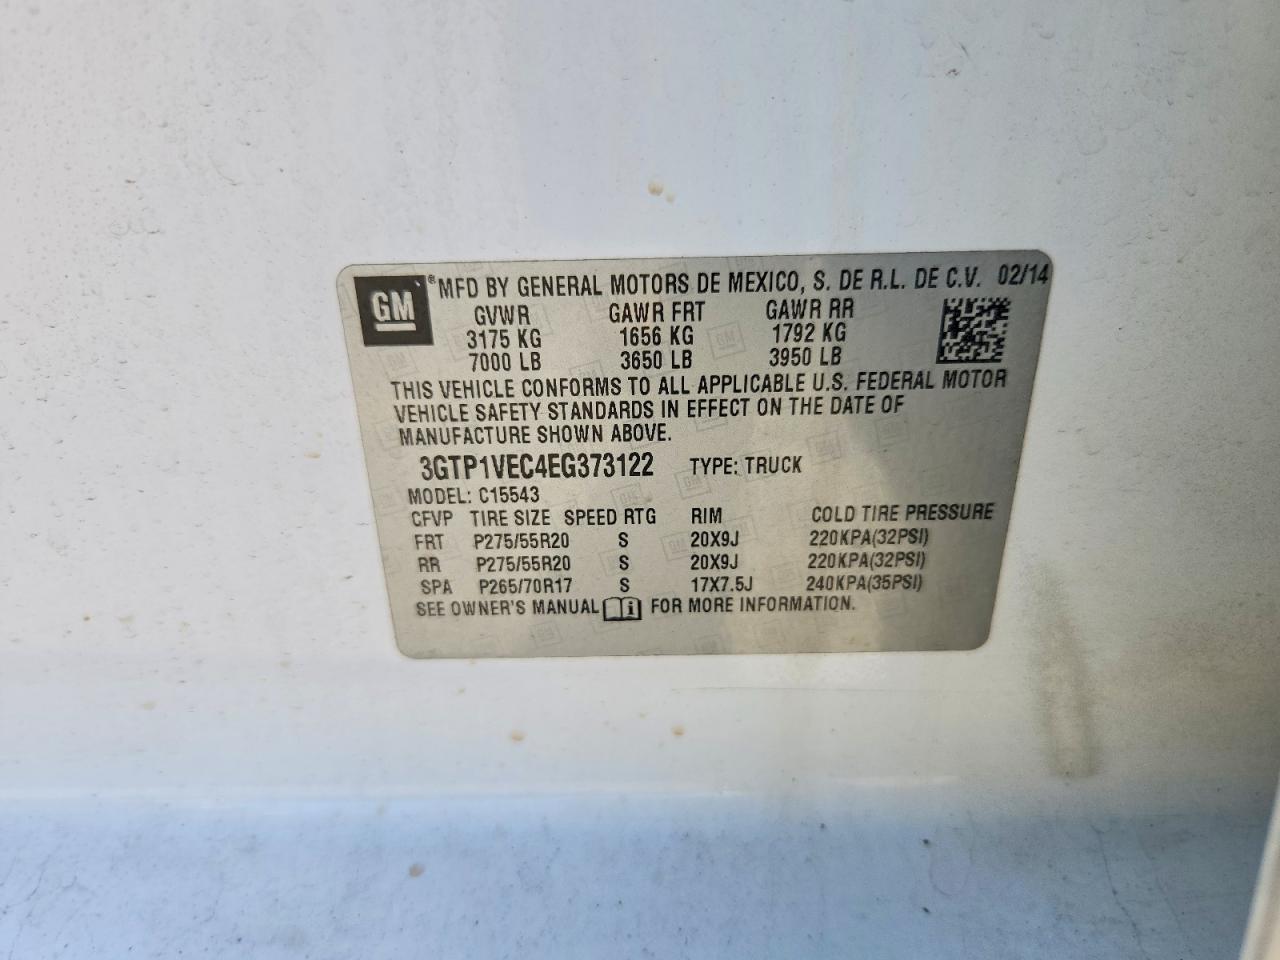 GM ® MFD BY GENERAL MOTORS DE MEXICO, S. DE R.L. DE C.V. 02/14
GVWR GAWR FRT GAWR RR
3175 KG 1656 KG 1792 KG
7000 LB 3650 LB 3950 LB
THIS VEHICLE CONFORMS TO ALL APPLICABLE U.S. FEDERAL MOTOR
VEHICLE SAFETY STANDARDS IN EFFECT ON THE DATE OF
MANUFACTURE SHOWN ABOVE.
3GTP1VEC4EG373122 TYPE: TRUCK
MODEL: C15543
CFVP TIRE SIZE SPEED RTG RIM COLD TIRE PRESSURE
FRT P275/55R20 S 20X9J 220KPA(32PSI)
RR P275/55R20 S 20X9J 220KPA(32PSI)
SPA P265/70R17 S 17X7.5J 240KPA(35PSI)
SEE OWNER'S MANUAL i FOR MORE INFORMATION.